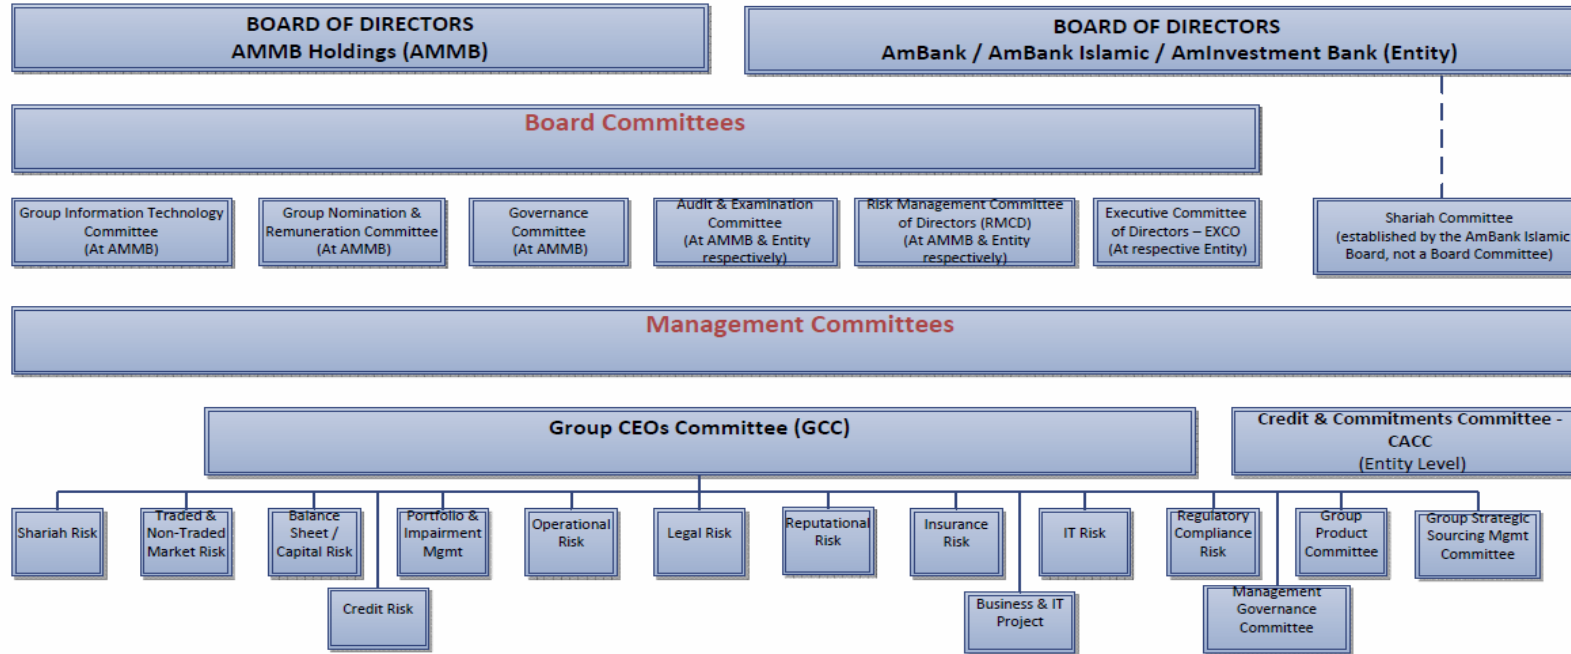 BOARD OF DIRECTORS
AMMB Holdings (AMMB)
BOARD OF DIRECTORS
AmBank / AmBank Islamic / AmInvestment Bank (Entity)
Board Committees
Group Information Technology
Committee
(At AMMB)
Group Nomination &
Remuneration Committee
(At AMMB)
Governance
Committee
(At AMMB)
Audit & Examination
Committee
(At AMMB & Entity
respectively)
Risk Management Committee
of Directors (RMCD)
(At AMMB & Entity
respectively)
Executive Committee
of Directors – EXCO
(At respective Entity)
Shariah Committee
(established by the AmBank Islamic
Board, not a Board Committee)
Management Committees
Group CEOs Committee (GCC)
Credit & Commitments Committee -
CACC
(Entity Level)
Shariah Risk
Traded &
Non-Traded
Market Risk
Balance
Sheet /
Capital Risk
Portfolio &
Impairment
Mgmt
Operational
Risk
Legal Risk
Reputational
Risk
Insurance
Risk
IT Risk
Regulatory
Compliance
Risk
Group
Product
Committee
Group Strategic
Sourcing Mgmt
Committee
Credit Risk
Business & IT
Project
Management
Governance
Committee